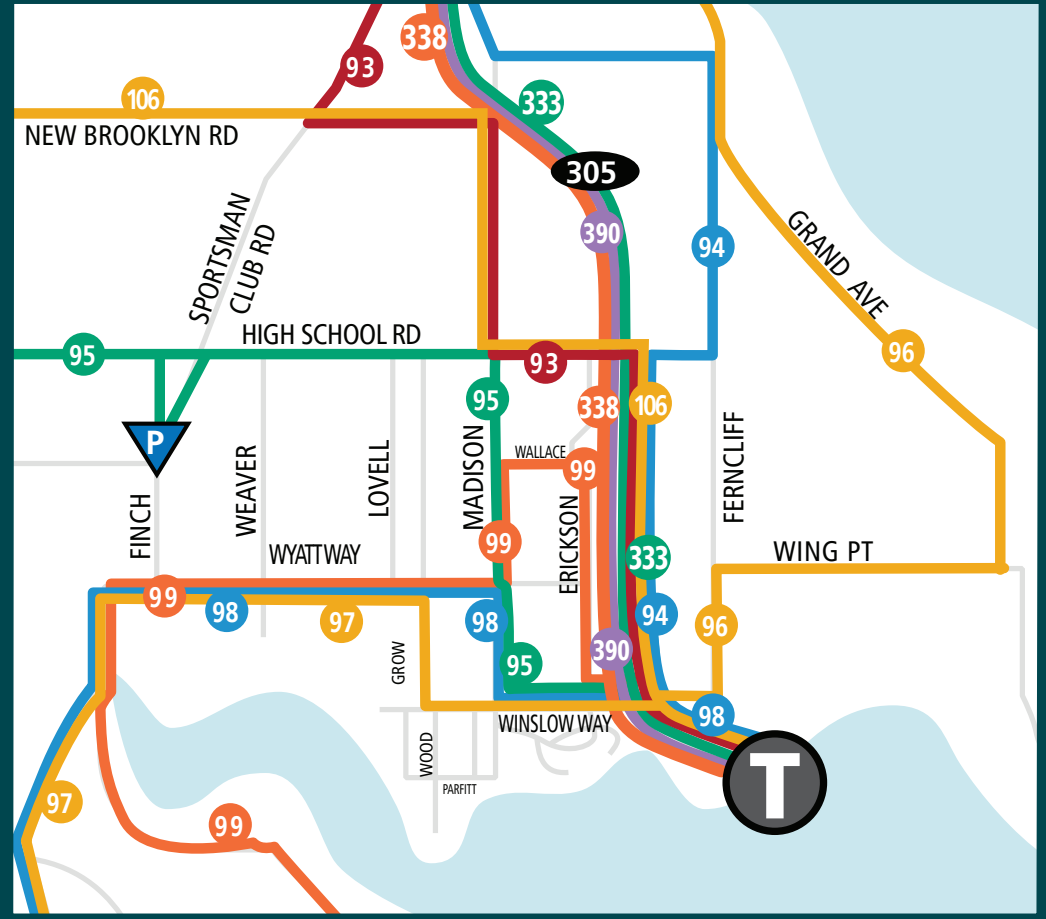 338
93
106
333
NEW BROOKLYN RD
305
SPORTSMAN
CLUB RD
390
94
GRAND AVE
HIGH SCHOOL RD
95
93
96
95
338
106
P
MADISON
WALLACE
99
FERNCLIFF
WEAVER
LOVELL
FINCH
ERICKSON
99
WYATT WAY
333
WING PT
99
98
97
98
94
96
GROW
95
390
WINSLOW WAY
98
WOOD
PARFITT
T
97
99